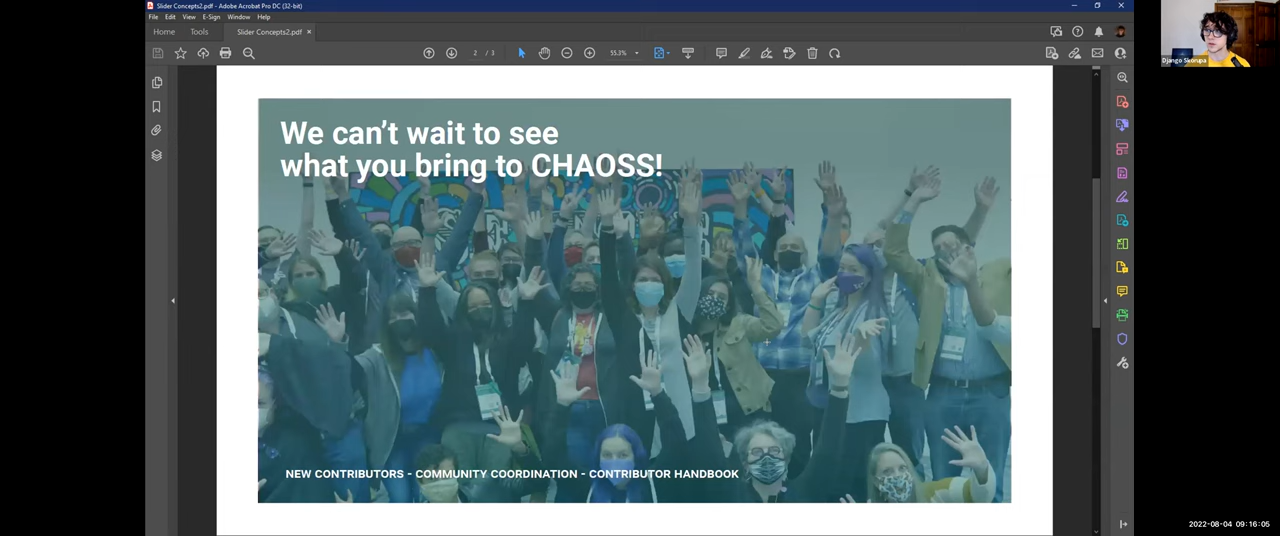 Slider Concepts2.pdf - Adobe Acrobat Pro DC (32-bit)
File Edit View E-Sign Window Help
Home Tools Slider Concepts2.pdf ×
2 / 3 55.3%
We can't wait to see
what you bring to CHAOSS!
NEW CONTRIBUTORS - COMMUNITY COORDINATION - CONTRIBUTOR HANDBOOK
Django Skorupa
2022-08-04 09:16:05